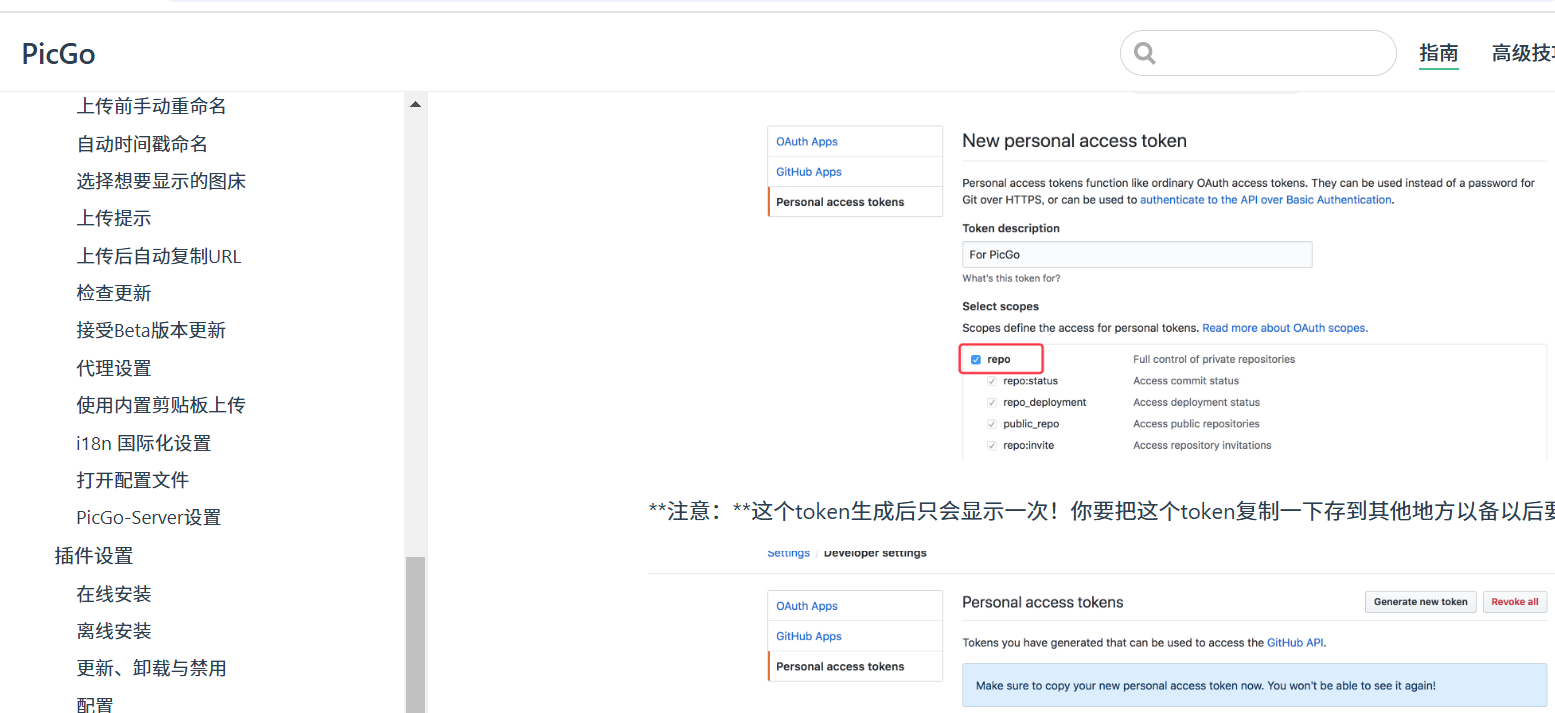 PicGo
指南
高级技巧
上传前手动重命名
自动时间戳命名
选择想要显示的图床
上传提示
上传后自动复制URL
检查更新
接受Beta版本更新
代理设置
使用内置剪贴板上传
i18n 国际化设置
打开配置文件
PicGo-Server设置
插件设置
在线安装
离线安装
更新、卸载与禁用
配置
OAuth Apps
GitHub Apps
Personal access tokens
New personal access token
Personal access tokens function like ordinary OAuth access tokens. They can be used instead of a password for
Git over HTTPS, or can be used to authenticate to the API over Basic Authentication.
Token description
For PicGo
What's this token for?
Select scopes
Scopes define the access for personal tokens. Read more about OAuth scopes.
repo Full control of private repositories
repo:status Access commit status
repo_deployment Access deployment status
public_repo Access public repositories
repo:invite Access repository invitations
**注意：**这个token生成后只会显示一次！你要把这个token复制一下存到其他地方以备以后要
Settings / Developer settings
OAuth Apps
GitHub Apps
Personal access tokens
Personal access tokens
Generate new token
Revoke all
Tokens you have generated that can be used to access the GitHub API.
Make sure to copy your new personal access token now. You won't be able to see it again!